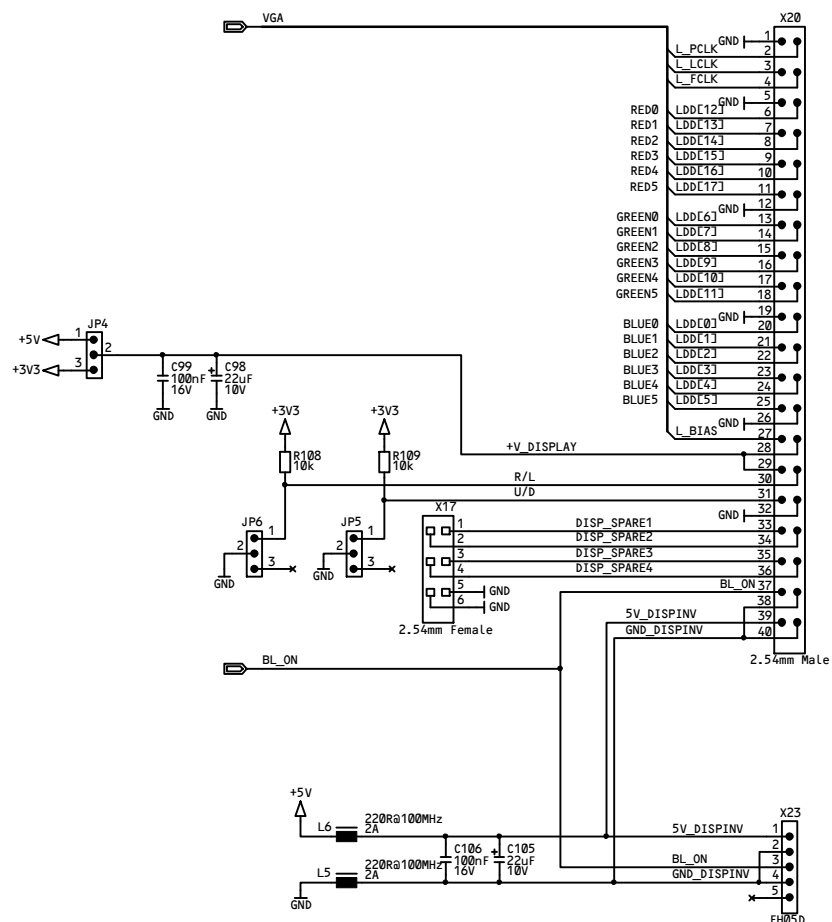 VGA
X20
GND 1
L_PCLK 2
L_LCLK 3
L_FCLK 4
GND 5
RED0 LDD[12] 6
RED1 LDD[13] 7
RED2 LDD[14] 8
RED3 LDD[15] 9
RED4 LDD[16] 10
RED5 LDD[17] 11
GND 12
GREEN0 LDD[6] 13
GREEN1 LDD[7] 14
GREEN2 LDD[8] 15
GREEN3 LDD[9] 16
GREEN4 LDD[10] 17
GREEN5 LDD[11] 18
GND 19
BLUE0 LDD[0] 20
BLUE1 LDD[1] 21
BLUE2 LDD[2] 22
BLUE3 LDD[3] 23
BLUE4 LDD[4] 24
BLUE5 LDD[5] 25
GND 26
L_BIAS 27
+V_DISPLAY 28
29
R/L 30
U/D 31
GND 32
DISP_SPARE1 33
DISP_SPARE2 34
DISP_SPARE3 35
DISP_SPARE4 36
BL_ON 37
38
5V_DISPINV 39
GND_DISPINV 40
2.54mm Male
JP4
+5V 1
2
+3V3 3
C99
100nF
16V
GND
C98
+
22uF
10V
GND
+3V3
R108
10k
+3V3
R109
10k
JP6
1
2
3
GND
JP5
1
2
3
GND
X17
1
2
3
4
5 GND
6 GND
2.54mm Female
BL_ON
+5V
L6 220R@100MHz
2A
L5 220R@100MHz
2A
GND
C106
100nF
16V
C105
+
22uF
10V
X23
5V_DISPINV 1
2
BL_ON 3
GND_DISPINV 4
5
EH05D